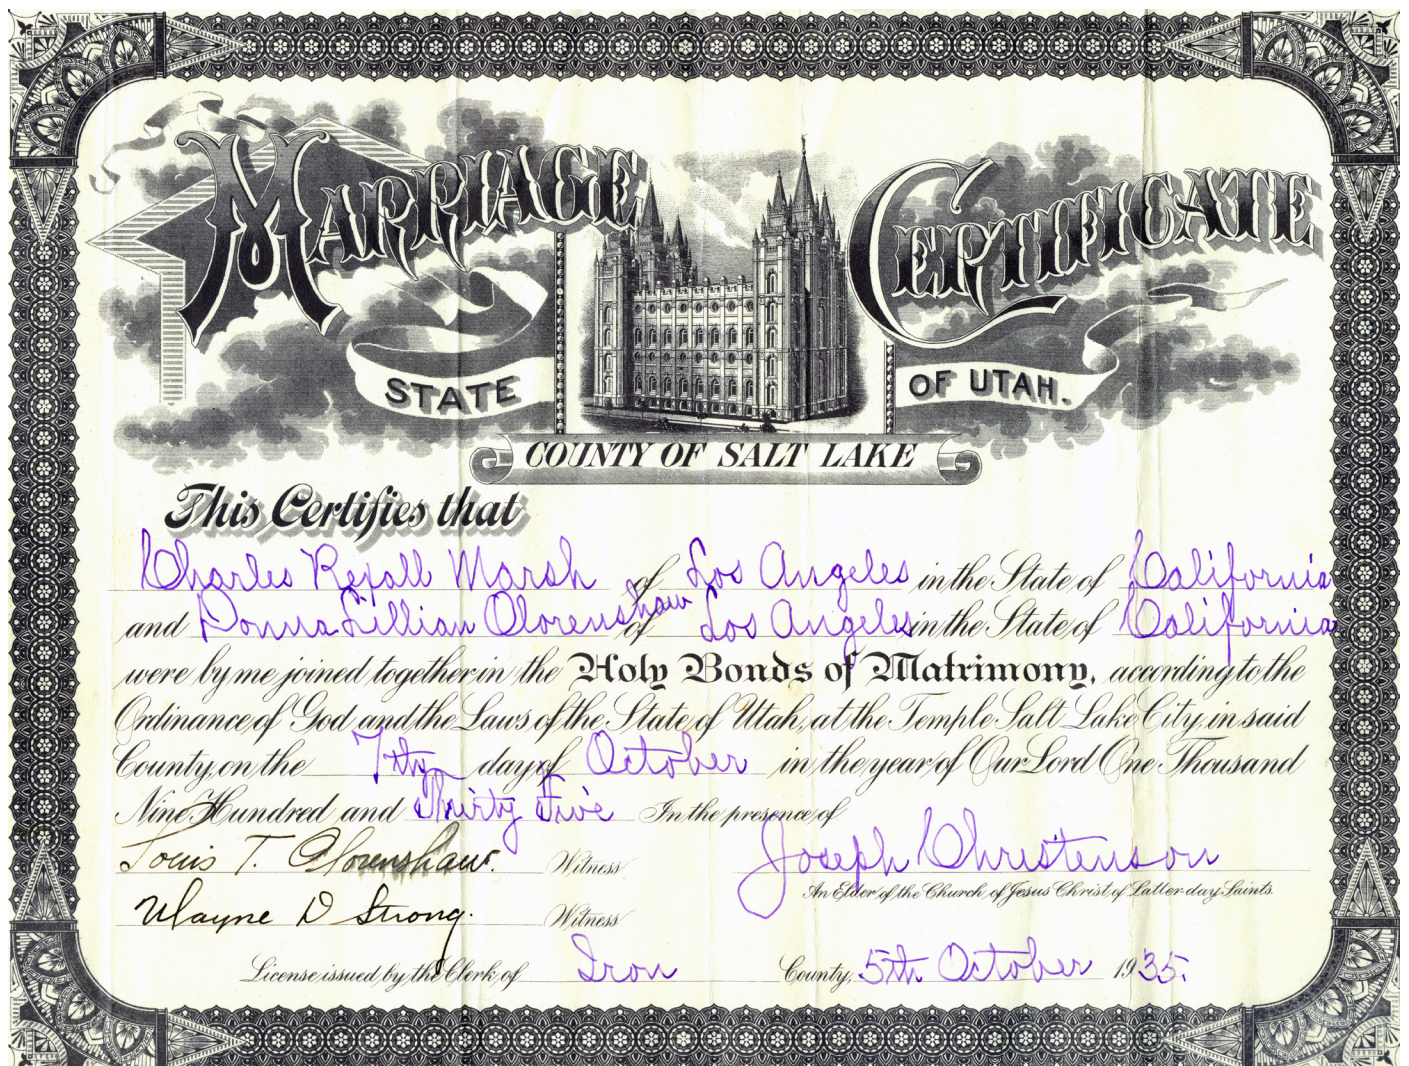 MARRIAGE CERTIFICATE
STATE OF UTAH.
COUNTY OF SALT LAKE
This Certifies that
Charles Rexall Marsh of Los Angeles in the State of California
and Donna Lillian Clorenshaw of Los Angeles in the State of California
were by me joined together in the Holy Bonds of Matrimony, according to the
Ordinance of God and the Laws of the State of Utah, at the Temple Salt Lake City, in said
County, on the 7th day of October in the year of Our Lord One Thousand
Nine Hundred and Thirty Five In the presence of
Louis T. Clorenshaw. Witness
Joseph Christenson
An Elder of the Church of Jesus Christ of Latter-day Saints.
Wayne D Strong. Witness
License issued by the Clerk of Iron County, 5th October 1935.